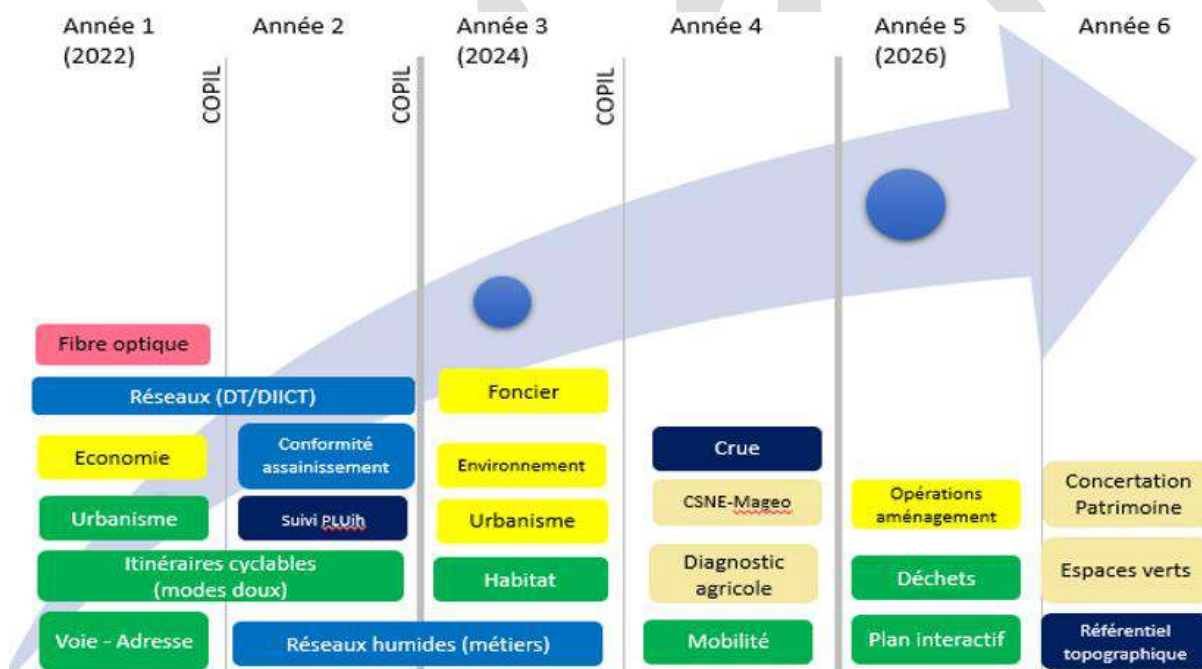 Année 1
(2022)
Année 2
Année 3
(2024)
Année 4
Année 5
(2026)
Année 6
COPIL
COPIL
COPIL
Fibre optique
Réseaux (DT/DIICT)
Foncier
Economie
Conformité
assainissement
Environnement
Crue
Urbanisme
Suivi PLUih
Urbanisme
CSNE-Mageo
Opérations
aménagement
Concertation
Patrimoine
Itinéraires cyclables
(modes doux)
Habitat
Diagnostic
agricole
Déchets
Espaces verts
Voie - Adresse
Réseaux humides (métiers)
Mobilité
Plan interactif
Référentiel
topographique